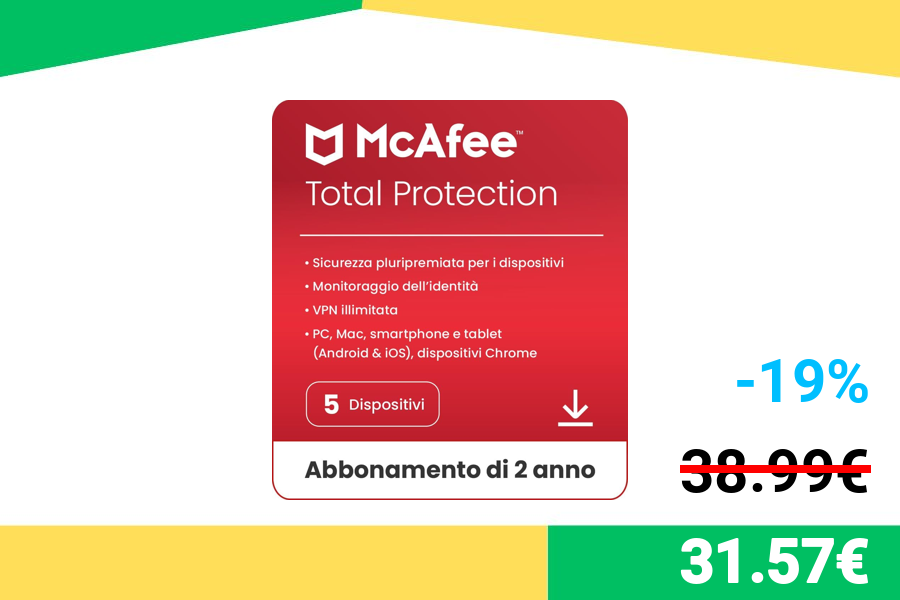 McAfee™
Total Protection
• Sicurezza pluripremiata per i dispositivi
• Monitoraggio dell'identità
• VPN illimitata
• PC, Mac, smartphone e tablet
(Android & iOS), dispositivi Chrome
5 Dispositivi
Abbonamento di 2 anno
-19%
38.99€
31.57€